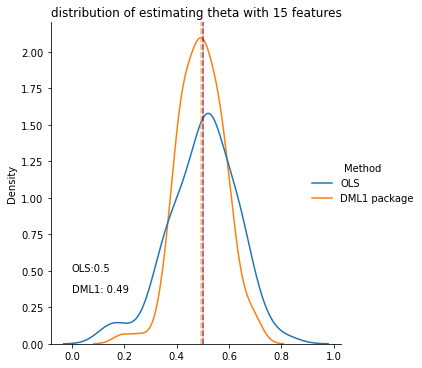 distribution of estimating theta with 15 features
2.00
1.75
1.50
1.25
1.00
0.75
0.50
0.25
0.00
Density
OLS:0.5
DML1: 0.49
0.0 0.2 0.4 0.6 0.8 1.0
Method
OLS
DML1 package